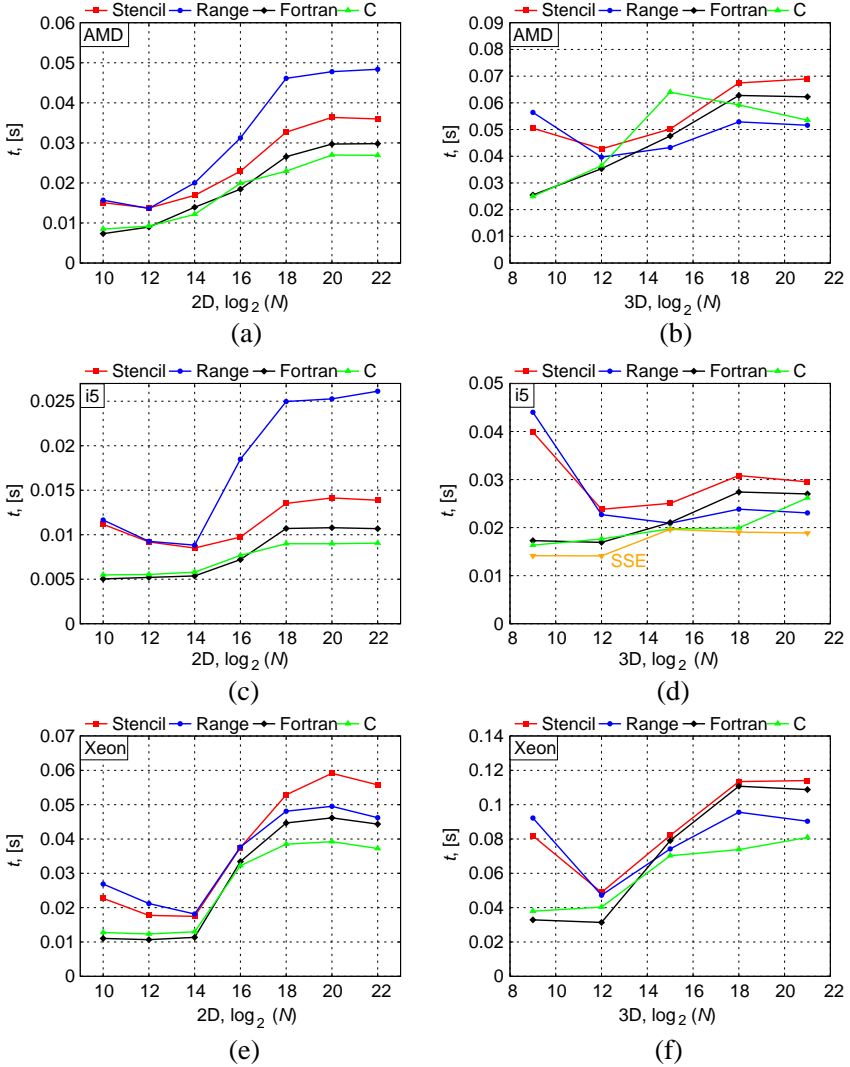 Stencil Range Fortran C
AMD
0.06
0.05
0.04
0.03
0.02
0.01
0
t, [s]
10 12 14 16 18 20 22
2D, log2 (N)
(a)
Stencil Range Fortran C
AMD
0.09
0.08
0.07
0.06
0.05
0.04
0.03
0.02
0.01
0
t, [s]
8 10 12 14 16 18 20 22
3D, log2 (N)
(b)
Stencil Range Fortran C
i5
0.025
0.02
0.015
0.01
0.005
0
t, [s]
10 12 14 16 18 20 22
2D, log2 (N)
(c)
Stencil Range Fortran C
i5
0.05
0.04
0.03
0.02
0.01
0
t, [s]
SSE
8 10 12 14 16 18 20 22
3D, log2 (N)
(d)
Stencil Range Fortran C
Xeon
0.07
0.06
0.05
0.04
0.03
0.02
0.01
0
t, [s]
10 12 14 16 18 20 22
2D, log2 (N)
(e)
Stencil Range Fortran C
Xeon
0.14
0.12
0.1
0.08
0.06
0.04
0.02
0
t, [s]
8 10 12 14 16 18 20 22
3D, log2 (N)
(f)